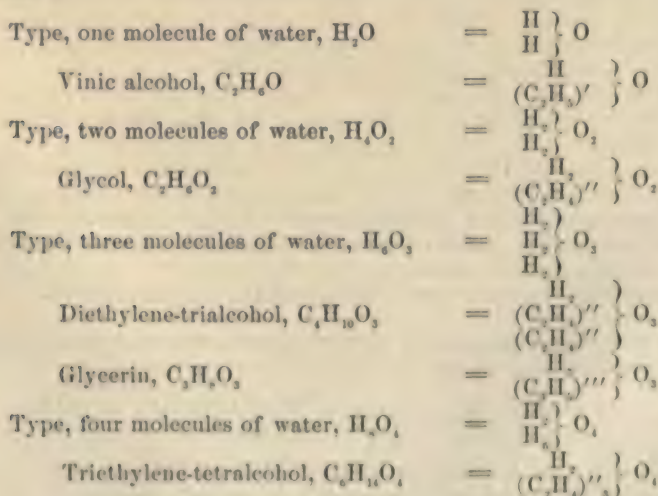 Type, one molecule of water, H₂O = H
H } O
Vinic alcohol, C₂H₆O = H
(C₂H₅)′ } O
Type, two molecules of water, H₄O₂ = H₂
H₂ } O₂
Glycol, C₂H₆O₂ = H₂
(C₂H₄)″ } O₂
Type, three molecules of water, H₆O₃ = H₂
H₂ } O₃
H₂
Diethylene-trialcohol, C₄H₁₀O₃ = H₂
(C₂H₄)″ } O₃
(C₂H₄)″
Glycerin, C₃H₈O₃ = 
(C₃H₅)‴ } O₃
Type, four molecules of water, H₈O₄ = } O₄
Triethylene-tetralcohol, C₆H₁₄O₄ = H₂
(C₂H₄)″₃ } O₄